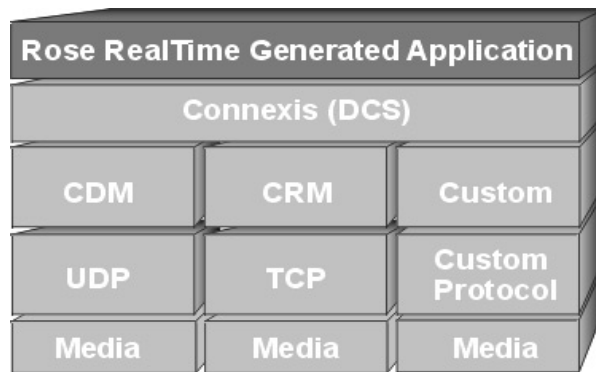 Rose RealTime Generated Application
Connexis (DCS)
CDM CRM Custom
UDP TCP Custom Protocol
Media Media Media